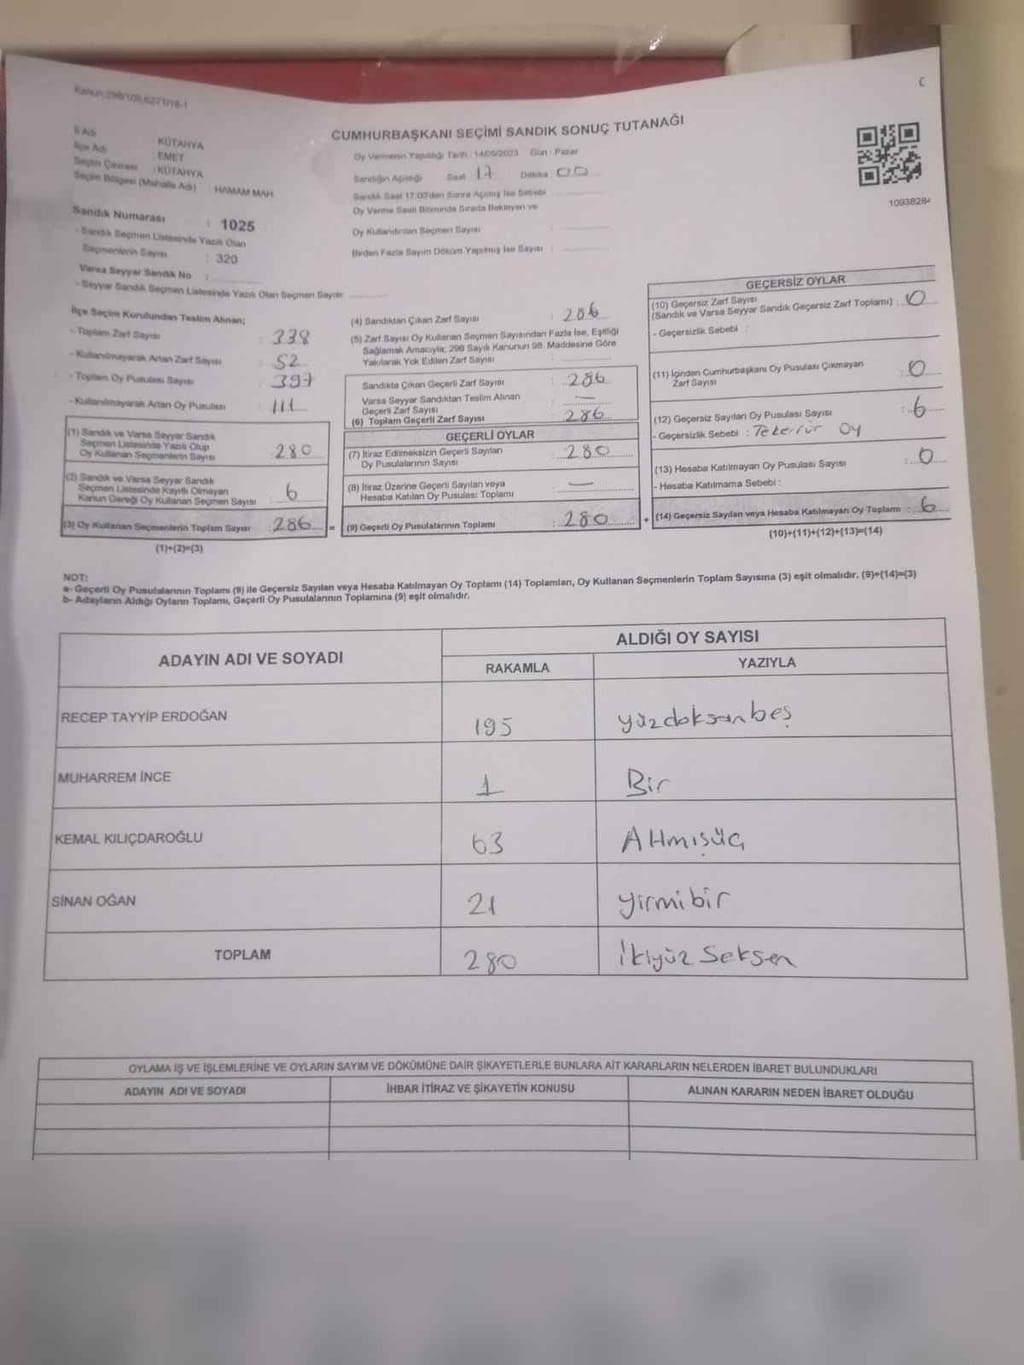 Kanun:298/109,6271/18-1
C
CUMHURBAŞKANI SEÇİMİ SANDIK SONUÇ TUTANAĞI
İl Adı : KÜTAHYA
İlçe Adı : EMET
Seçim Çevresi : KÜTAHYA
Seçim Bölgesi (Mahalle Adı) : HAMAM MAH
Oy Vermenin Yapıldığı Tarih : 14/05/2023 Gün : Pazar
Sandığın Açıldığı Saat 17 Dakika 00
Sandık Saat 17:00'den Sonra Açılmış İse Sebebi :
Oy Verme Saati Bitiminde Sırada Bekleyen ve
Oy Kullandırılan Seçmen Sayısı :
Birden Fazla Sayım Döküm Yapılmış İse Sayısı :
1093828
Sandık Numarası : 1025
- Sandık Seçmen Listesinde Yazılı Olan
Seçmenlerin Sayısı : 320
Varsa Seyyar Sandık No :
- Seyyar Sandık Seçmen Listesinde Yazılı Olan Seçmen Sayısı:
İlçe Seçim Kurulundan Teslim Alınan;
- Toplam Zarf Sayısı : 338
- Kullanılmayarak Artan Zarf Sayısı : 52
- Toplam Oy Pusulası Sayısı : 397
- Kullanılmayarak Artan Oy Pusulası : 111
(1) Sandık ve Varsa Seyyar Sandık
Seçmen Listesinde Yazılı Olup
Oy Kullanan Seçmenlerin Sayısı : 280
(2) Sandık ve Varsa Seyyar Sandık
Seçmen Listesinde Kayıtlı Olmayan
Kanun Gereği Oy Kullanan Seçmen Sayısı : 6
(3) Oy Kullanan Seçmenlerin Toplam Sayısı : 286 =
(1)+(2)=(3)
(4) Sandıktan Çıkan Zarf Sayısı : 286
(5) Zarf Sayısı Oy Kullanan Seçmen Sayısından Fazla İse, Eşitliği
Sağlamak Amacıyla; 298 Sayılı Kanunun 98. Maddesine Göre
Yakılarak Yok Edilen Zarf Sayısı :
Sandıkta Çıkan Geçerli Zarf Sayısı : 286
Varsa Seyyar Sandıktan Teslim Alınan
Geçerli Zarf Sayısı : —
(6) Toplam Geçerli Zarf Sayısı : 286
GEÇERLİ OYLAR
(7) İtiraz Edilmeksizin Geçerli Sayılan
Oy Pusulalarının Sayısı : 280
(8) İtiraz Üzerine Geçerli Sayılan veya
Hesaba Katılan Oy Pusulası Toplamı : —
(9) Geçerli Oy Pusulalarının Toplamı : 280 +
GEÇERSİZ OYLAR
(10) Geçersiz Zarf Sayısı
(Sandık ve Varsa Seyyar Sandık Geçersiz Zarf Toplamı) : 0
- Geçersizlik Sebebi :
(11) İçinden Cumhurbaşkanı Oy Pusulası Çıkmayan
Zarf Sayısı : 0
(12) Geçersiz Sayılan Oy Pusulası Sayısı : 6
- Geçersizlik Sebebi : Tekerrür Oy
(13) Hesaba Katılmayan Oy Pusulası Sayısı : 0
- Hesaba Katılmama Sebebi :
(14) Geçersiz Sayılan veya Hesaba Katılmayan Oy Toplamı : 6
(10)+(11)+(12)+(13)=(14)
NOT:
a- Geçerli Oy Pusulalarının Toplamı (9) ile Geçersiz Sayılan veya Hesaba Katılmayan Oy Toplamı (14) Toplamları, Oy Kullanan Seçmenlerin Toplam Sayısına (3) eşit olmalıdır. (9)+(14)=(3)
b- Adayların Aldığı Oyların Toplamı, Geçerli Oy Pusulalarının Toplamına (9) eşit olmalıdır.
ADAYIN ADI VE SOYADI
ALDIĞI OY SAYISI
RAKAMLA YAZIYLA
RECEP TAYYİP ERDOĞAN 195 yüzdoksanbeş
MUHARREM İNCE 1 Bir
KEMAL KILIÇDAROĞLU 63 Altmışüç
SİNAN OĞAN 21 yirmibir
TOPLAM 280 İkiyüz Seksen
OYLAMA İŞ VE İŞLEMLERİNE VE OYLARIN SAYIM VE DÖKÜMÜNE DAİR ŞİKAYETLERLE BUNLARA AİT KARARLARIN NELERDEN İBARET BULUNDUKLARI
ADAYIN ADI VE SOYADI İHBAR İTİRAZ VE ŞİKAYETİN KONUSU ALINAN KARARIN NEDEN İBARET OLDUĞU